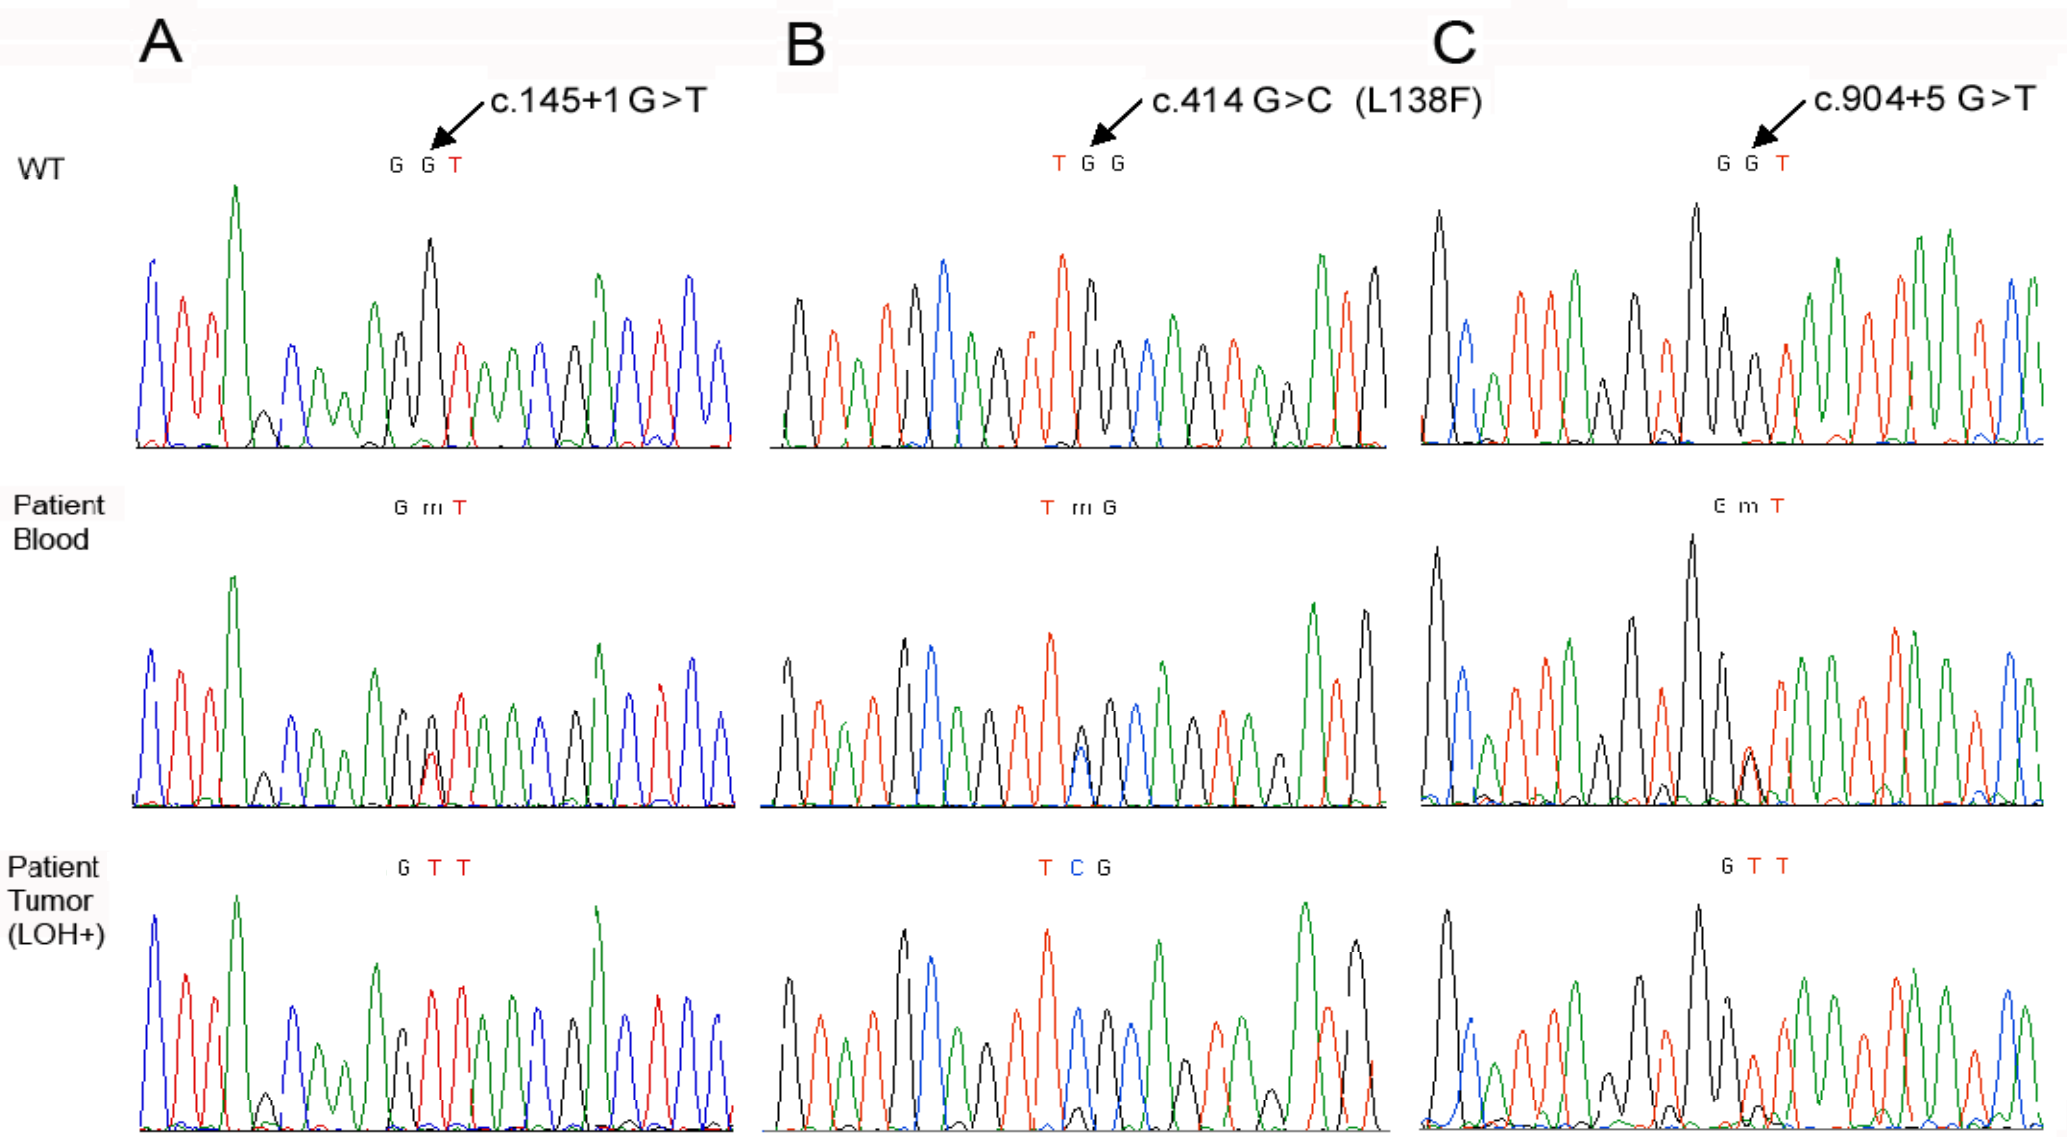 A B C
c.145+1 G>T c.414 G>C (L138F) c.904+5 G>T
WT G G T T G G G G T
Patient
Blood
G m T T m G G m T
Patient
Tumor
(LOH+)
G T T T C G G T T